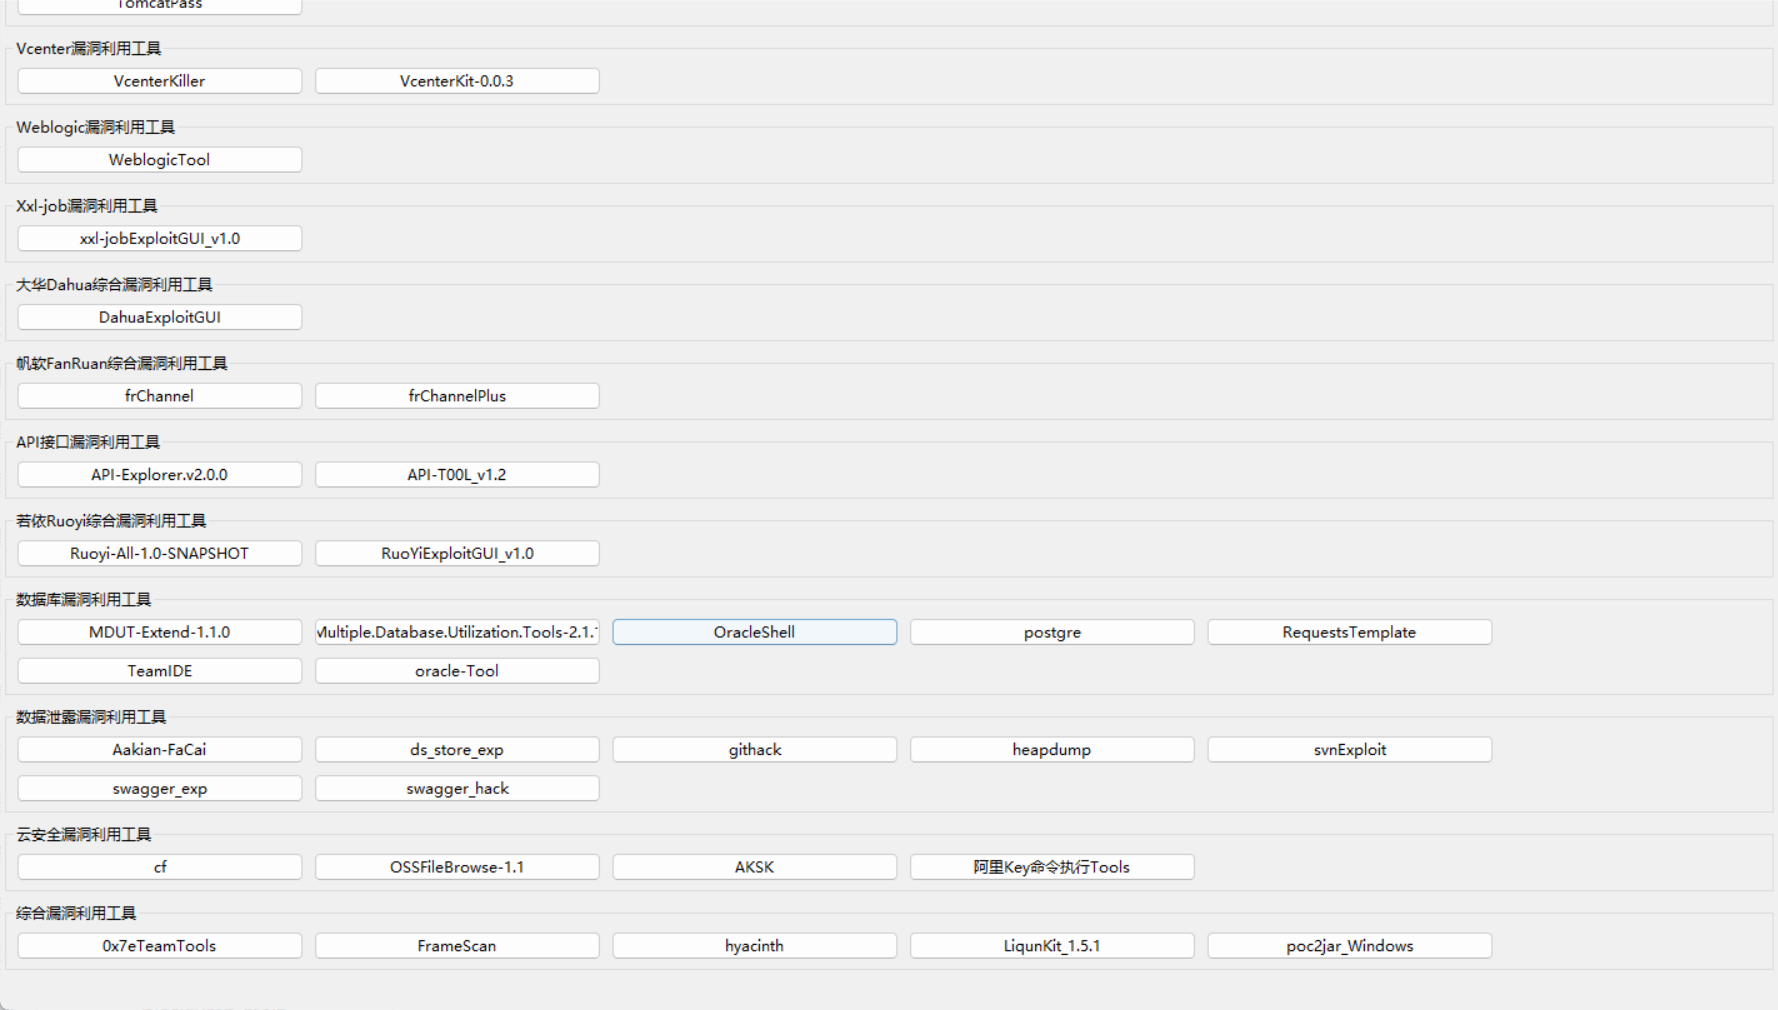 TomcatPass
Vcenter漏洞利用工具
VcenterKiller VcenterKit-0.0.3
Weblogic漏洞利用工具
WeblogicTool
Xxl-job漏洞利用工具
xxl-jobExploitGUI_v1.0
大华Dahua综合漏洞利用工具
DahuaExploitGUI
帆软FanRuan综合漏洞利用工具
frChannel frChannelPlus
API接口漏洞利用工具
API-Explorer.v2.0.0 API-T00L_v1.2
若依Ruoyi综合漏洞利用工具
Ruoyi-All-1.0-SNAPSHOT RuoYiExploitGUI_v1.0
数据库漏洞利用工具
MDUT-Extend-1.1.0 Multiple.Database.Utilization.Tools-2.1. OracleShell postgre RequestsTemplate
TeamIDE oracle-Tool
数据泄露漏洞利用工具
Aakian-FaCai ds_store_exp githack heapdump svnExploit
swagger_exp swagger_hack
云安全漏洞利用工具
cf OSSFileBrowse-1.1 AKSK 阿里Key命令执行Tools
综合漏洞利用工具
0x7eTeamTools FrameScan hyacinth LiqunKit_1.5.1 poc2jar_Windows